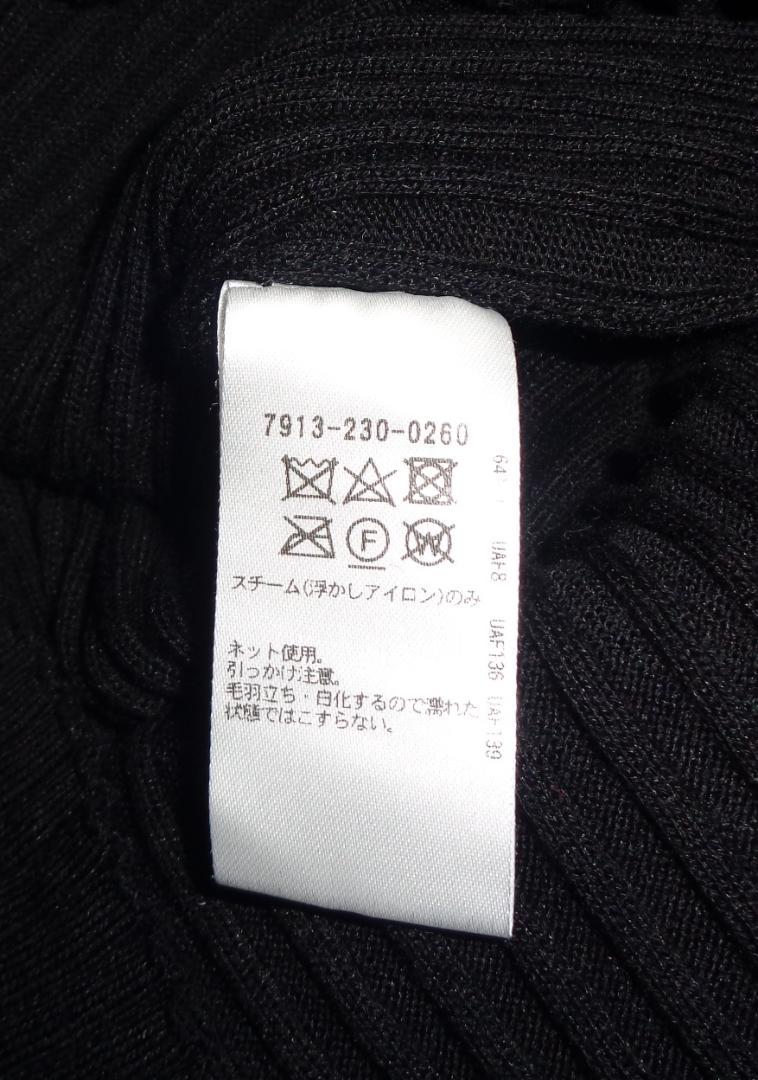 7913-230-0260
F
W
スチーム(浮かしアイロン)のみ
ネット使用。
引っかけ注意。
毛羽立ち・白化するので濡れた
状態ではこすらない。
UAF8
UAF136
UAF139